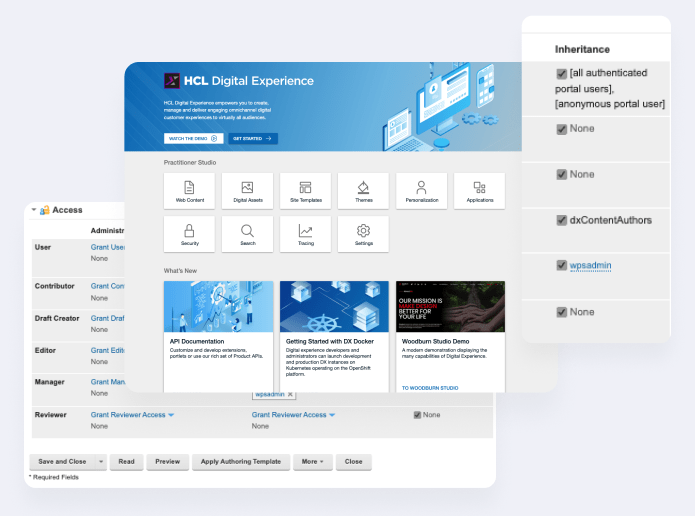 Inheritance
[all authenticated
portal users],
[anonymous portal user]
None
None
dxContentAuthors
wpsadmin
None
HCL Digital Experience
HCL Digital Experience empowers you to create,
manage and deliver engaging omnichannel digital
customer experiences to virtually all audiences.
WATCH THE DEMO
GET STARTED →
Practitioner Studio
Web Content
Digital Assets
Site Templates
Themes
Personalization
Applications
Security
Search
Tracing
Settings
What's New
API Documentation
Customize and develop extensions,
portlets or use our rich set of Product APIs.
Getting Started with DX Docker
Digital experience developers and
administrators can launch development
and production DX instances on
Kubernetes operating on the OpenShift
platform.
OUR MISSION IS
MAKE DESIGN
BETTER FOR
YOUR LIFE
Woodburn Studio Demo
A modern demonstration displaying the
many capabilities of Digital Experience.
TO WOODBURN STUDIO
Access
Administr
User
Grant Use
None
Contributor
Grant Con
None
Draft Creator
Grant Draf
None
Editor
Grant Edit
None
Manager
Grant Man
None
wpsadmin X
Reviewer
Grant Reviewer Access
None
Grant Reviewer Access
None
None
Save and Close
Read
Preview
Apply Authoring Template
More
Close
* Required Fields